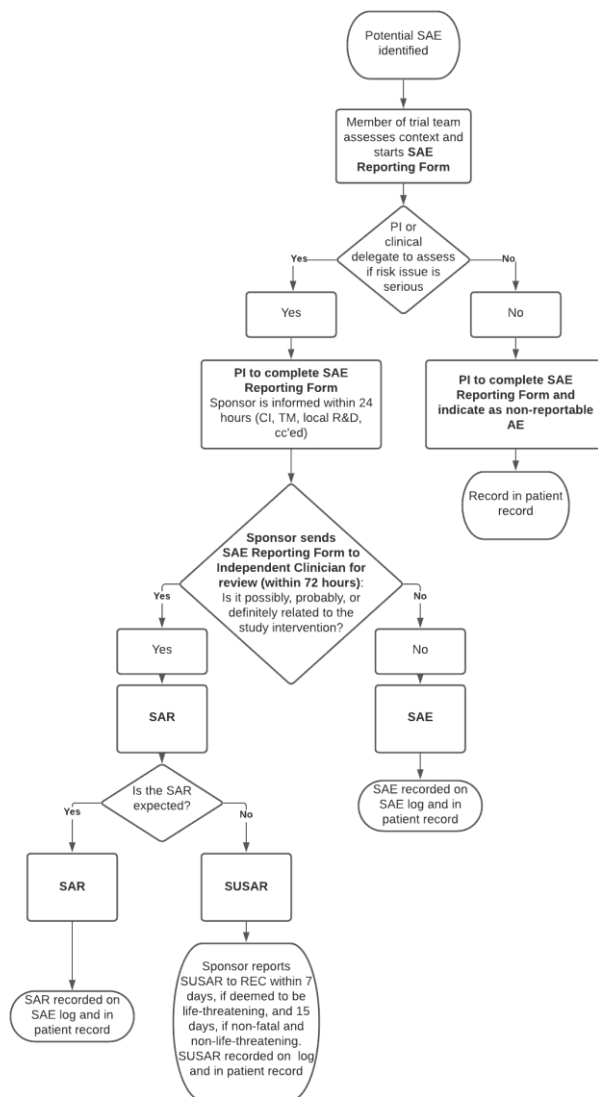 Potential SAE
identified
Member of trial team
assesses context and
starts SAE
Reporting Form
PI or
clinical
delegate to assess
if risk issue is
serious
Yes
No
Yes
No
PI to complete SAE
Reporting Form
Sponsor is informed within 24
hours (CI, TM, local R&D,
cc'ed)
PI to complete SAE
Reporting Form and
indicate as non-reportable
AE
Record in patient
record
Sponsor sends
SAE Reporting Form to
Independent Clinician for
review (within 72 hours):
Is it possibly, probably, or
definitely related to the
study intervention?
Yes
No
Yes
No
SAR
SAE
SAE recorded on
SAE log and in
patient record
Is the SAR
expected?
Yes
No
SAR
SUSAR
SAR recorded on
SAE log and in
patient record
Sponsor reports
SUSAR to REC within 7
days, if deemed to be
life-threatening, and 15
days, if non-fatal and
non-life-threatening.
SUSAR recorded on log
and in patient record